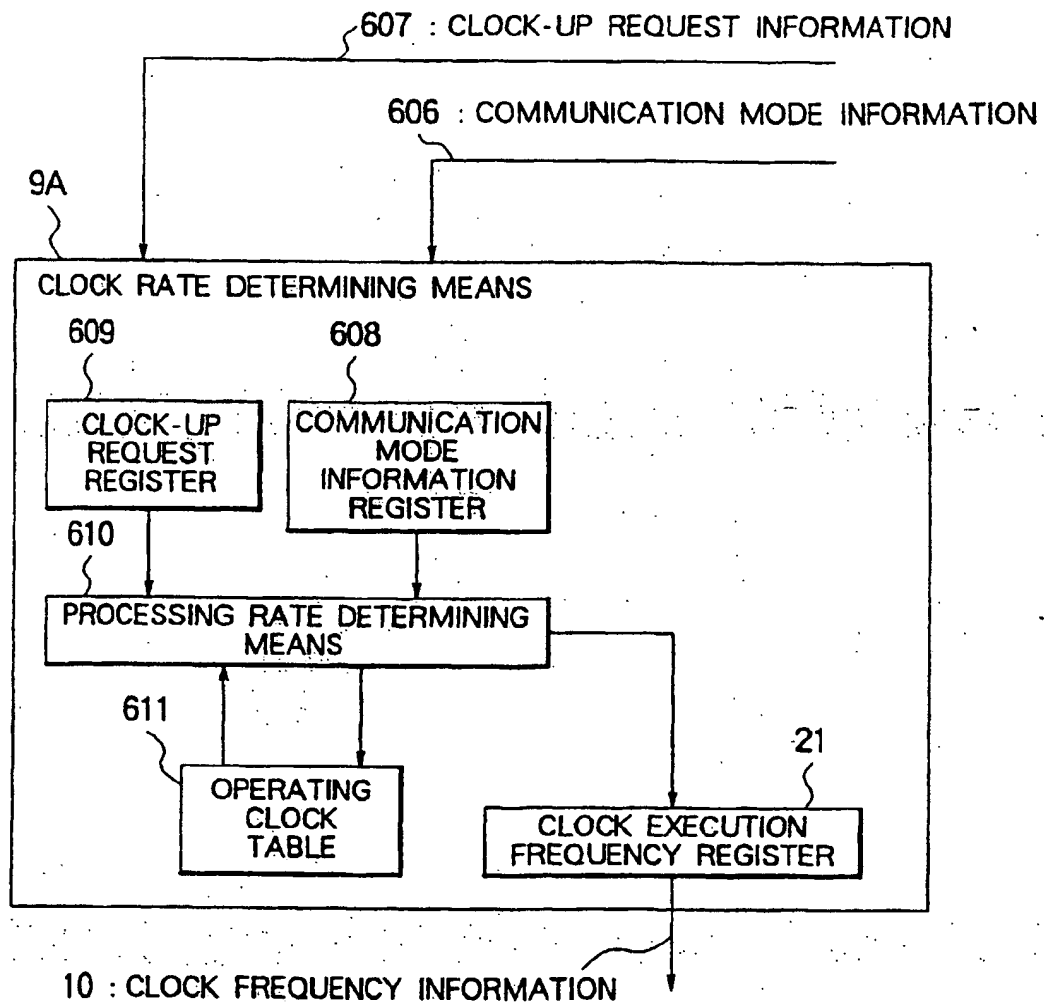 607 : CLOCK-UP REQUEST INFORMATION
606 : COMMUNICATION MODE INFORMATION
9A
CLOCK RATE DETERMINING MEANS
609
608
CLOCK-UP
REQUEST
REGISTER
COMMUNICATION
MODE
INFORMATION
REGISTER
610
PROCESSING RATE DETERMINING
MEANS
611
OPERATING
CLOCK
TABLE
21
CLOCK EXECUTION
FREQUENCY REGISTER
10 : CLOCK FREQUENCY INFORMATION